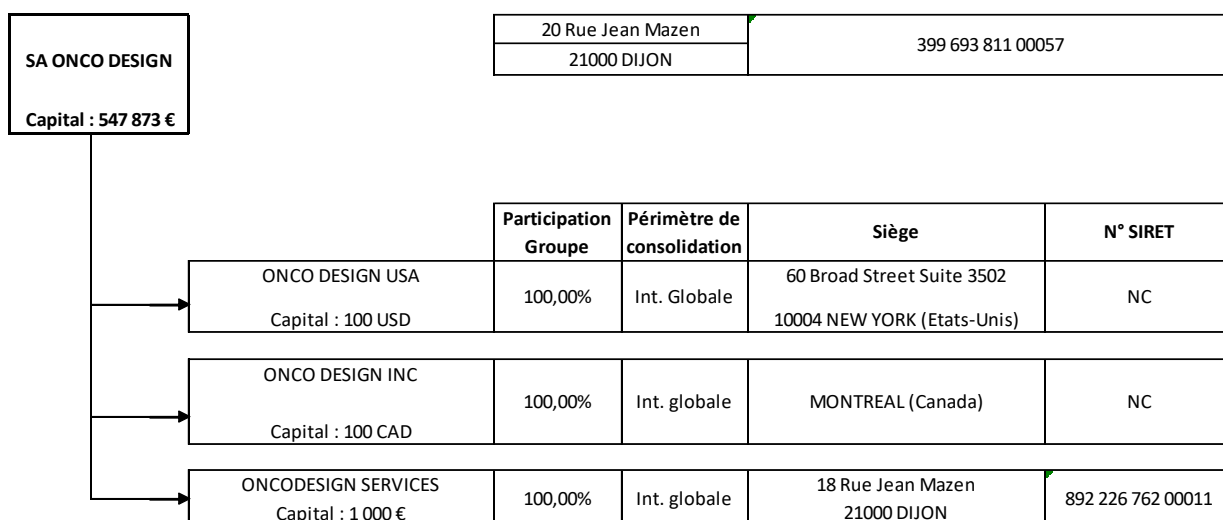 SA ONCO DESIGN
Capital : 547 873 €
20 Rue Jean Mazen
21000 DIJON
399 693 811 00057
Participation Groupe
Périmètre de consolidation
Siège
N° SIRET
ONCO DESIGN USA
Capital : 100 USD
100,00%
Int. Globale
60 Broad Street Suite 3502
10004 NEW YORK (Etats-Unis)
NC
ONCO DESIGN INC
Capital : 100 CAD
100,00%
Int. globale
MONTREAL (Canada)
NC
ONCODESIGN SERVICES
Capital : 1 000 €
100,00%
Int. globale
18 Rue Jean Mazen
21000 DIJON
892 226 762 00011